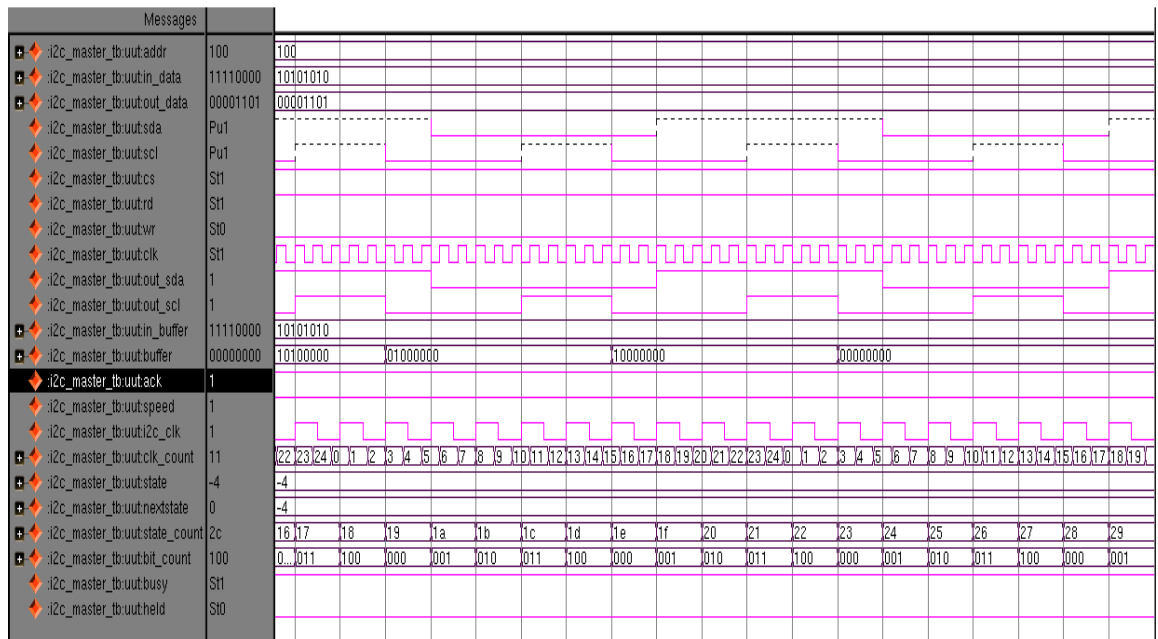 Messages
:i2c_master_tb:uut:addr 100 100
:i2c_master_tb:uut:in_data 11110000 10101010
:i2c_master_tb:uut:out_data 00001101 00001101
:i2c_master_tb:uut:sda Pu1
:i2c_master_tb:uut:scl Pu1
:i2c_master_tb:uut:cs St1
:i2c_master_tb:uut:rd St1
:i2c_master_tb:uut:wr St0
:i2c_master_tb:uut:clk St1
:i2c_master_tb:uut:out_sda 1
:i2c_master_tb:uut:out_scl 1
:i2c_master_tb:uut:in_buffer 11110000 10101010
:i2c_master_tb:uut:buffer 00000000 10100000 01000000 10000000 00000000
:i2c_master_tb:uut:ack 1
:i2c_master_tb:uut:speed 1
:i2c_master_tb:uut:i2c_clk 1
:i2c_master_tb:uut:clk_count 11 22 23 24 0 1 2 3 4 5 6 7 8 9 10 11 12 13 14 15 16 17 18 19 20 21 22 23 24 0 1 2 3 4 5 6 7 8 9 10 11 12 13 14 15 16 17 18 19
:i2c_master_tb:uut:state -4 -4
:i2c_master_tb:uut:nextstate 0 -4
:i2c_master_tb:uut:state_count 2c 16 17 18 19 1a 1b 1c 1d 1e 1f 20 21 22 23 24 25 26 27 28 29
:i2c_master_tb:uut:bit_count 100 0... 011 100 000 001 010 011 100 000 001 010 011 100 000 001 010 011 100 000 001
:i2c_master_tb:uut:busy St1
:i2c_master_tb:uut:held St0